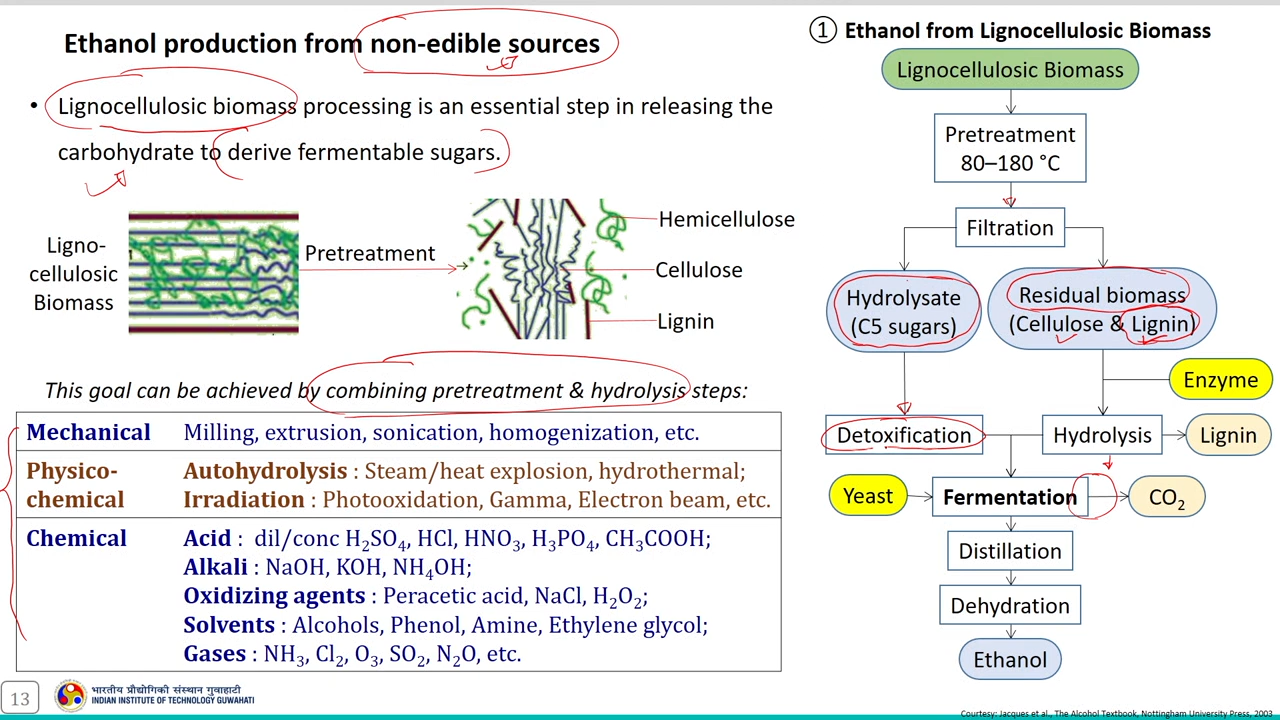 Ethanol production from non-edible sources
• Lignocellulosic biomass processing is an essential step in releasing the
carbohydrate to derive fermentable sugars.
Ligno-
cellulosic
Biomass
Pretreatment
Hemicellulose
Cellulose
Lignin
This goal can be achieved by combining pretreatment & hydrolysis steps:
Mechanical Milling, extrusion, sonication, homogenization, etc.
Physico- Autohydrolysis : Steam/heat explosion, hydrothermal;
chemical Irradiation : Photooxidation, Gamma, Electron beam, etc.
Chemical Acid : dil/conc H₂SO₄, HCl, HNO₃, H₃PO₄, CH₃COOH;
Alkali : NaOH, KOH, NH₄OH;
Oxidizing agents : Peracetic acid, NaCl, H₂O₂;
Solvents : Alcohols, Phenol, Amine, Ethylene glycol;
Gases : NH₃, Cl₂, O₃, SO₂, N₂O, etc.
① Ethanol from Lignocellulosic Biomass
Lignocellulosic Biomass
Pretreatment
80–180 °C
Filtration
Hydrolysate
(C5 sugars)
Residual biomass
(Cellulose & Lignin)
Enzyme
Detoxification
Hydrolysis
Lignin
Yeast
Fermentation
CO₂
Distillation
Dehydration
Ethanol
13
भारतीय प्रौद्योगिकी संस्थान गुवाहाटी
INDIAN INSTITUTE OF TECHNOLOGY GUWAHATI
Courtesy: Jacques et al., The Alcohol Textbook, Nottingham University Press, 2003